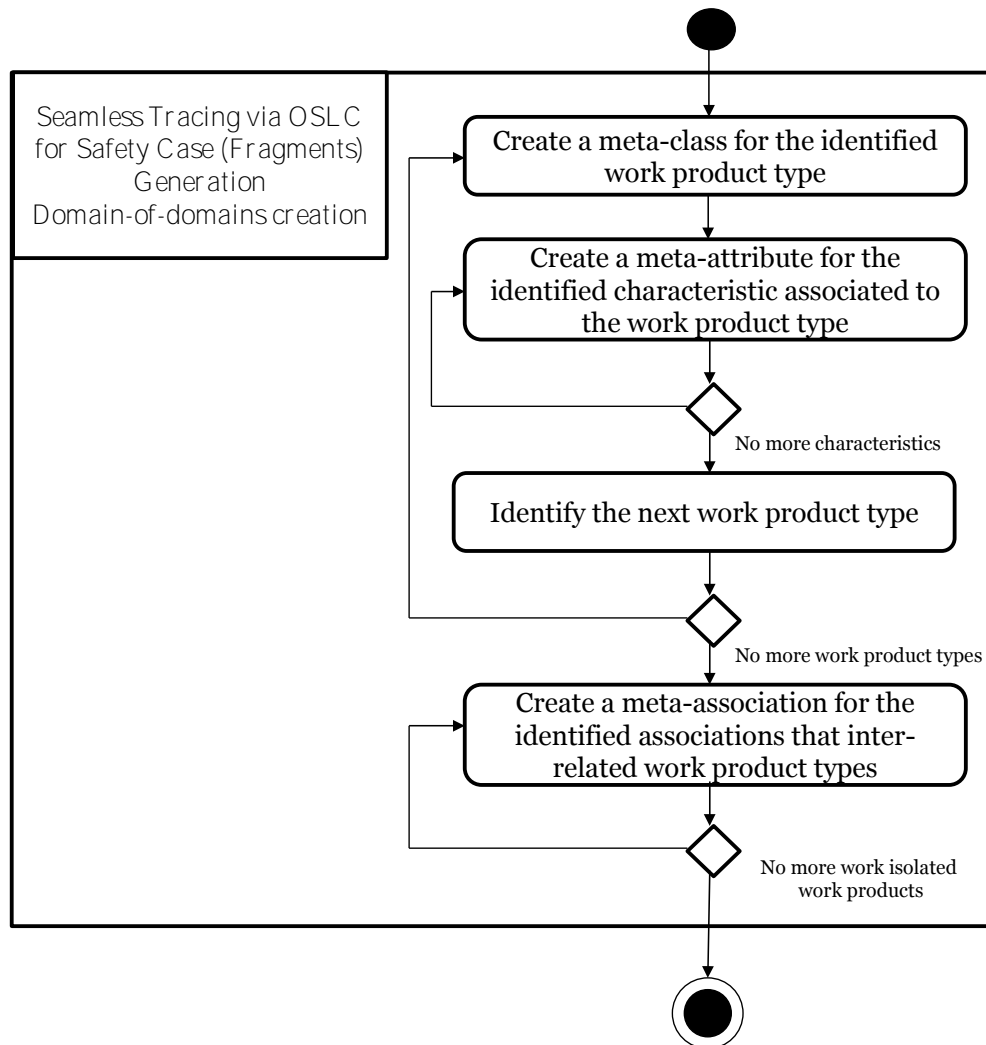 Seamless Tracing via OSLC
for Safety Case (Fragments)
Generation
Domain-of-domains creation
Create a meta-class for the identified
work product type
Create a meta-attribute for the
identified characteristic associated to
the work product type
No more characteristics
Identify the next work product type
No more work product types
Create a meta-association for the
identified associations that inter-
related work product types
No more work isolated
work products